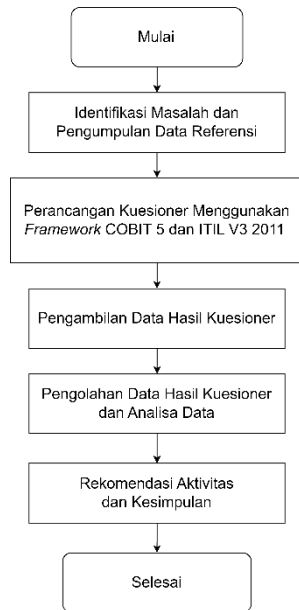 Mulai
Identifikasi Masalah dan
Pengumpulan Data Referensi
Perancangan Kuesioner Menggunakan
Framework COBIT 5 dan ITIL V3 2011
Pengambilan Data Hasil Kuesioner
Pengolahan Data Hasil Kuesioner
dan Analisa Data
Rekomendasi Aktivitas
dan Kesimpulan
Selesai